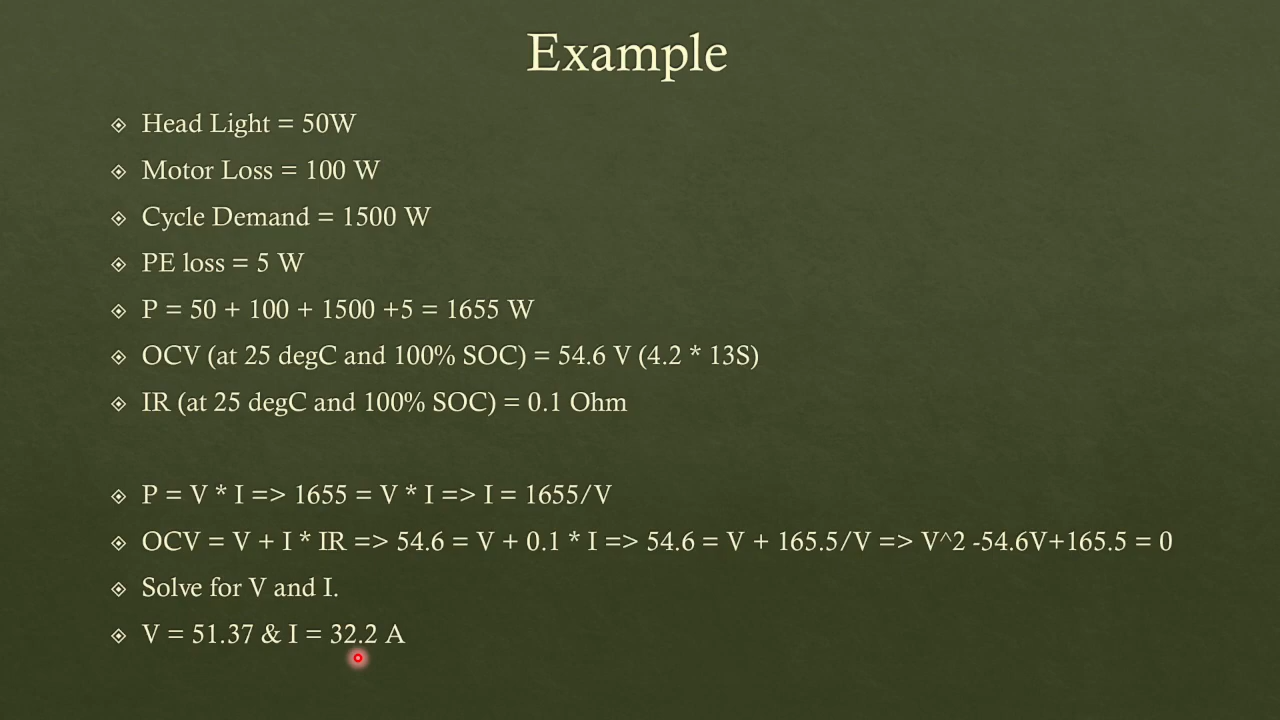 Example
Head Light = 50W
Motor Loss = 100 W
Cycle Demand = 1500 W
PE loss = 5 W
P = 50 + 100 + 1500 +5 = 1655 W
OCV (at 25 degC and 100% SOC) = 54.6 V (4.2 * 13S)
IR (at 25 degC and 100% SOC) = 0.1 Ohm
P = V * I => 1655 = V * I => I = 1655/V
OCV = V + I * IR => 54.6 = V + 0.1 * I => 54.6 = V + 165.5/V => V^2 -54.6V+165.5 = 0
Solve for V and I.
V = 51.37 & I = 32.2 A